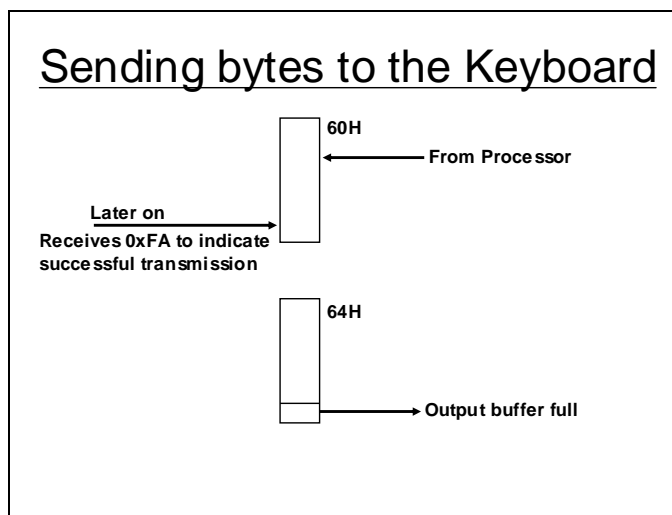 Sending bytes to the Keyboard
60H
From Processor
Later on
Receives 0xFA to indicate
successful transmission
64H
Output buffer full